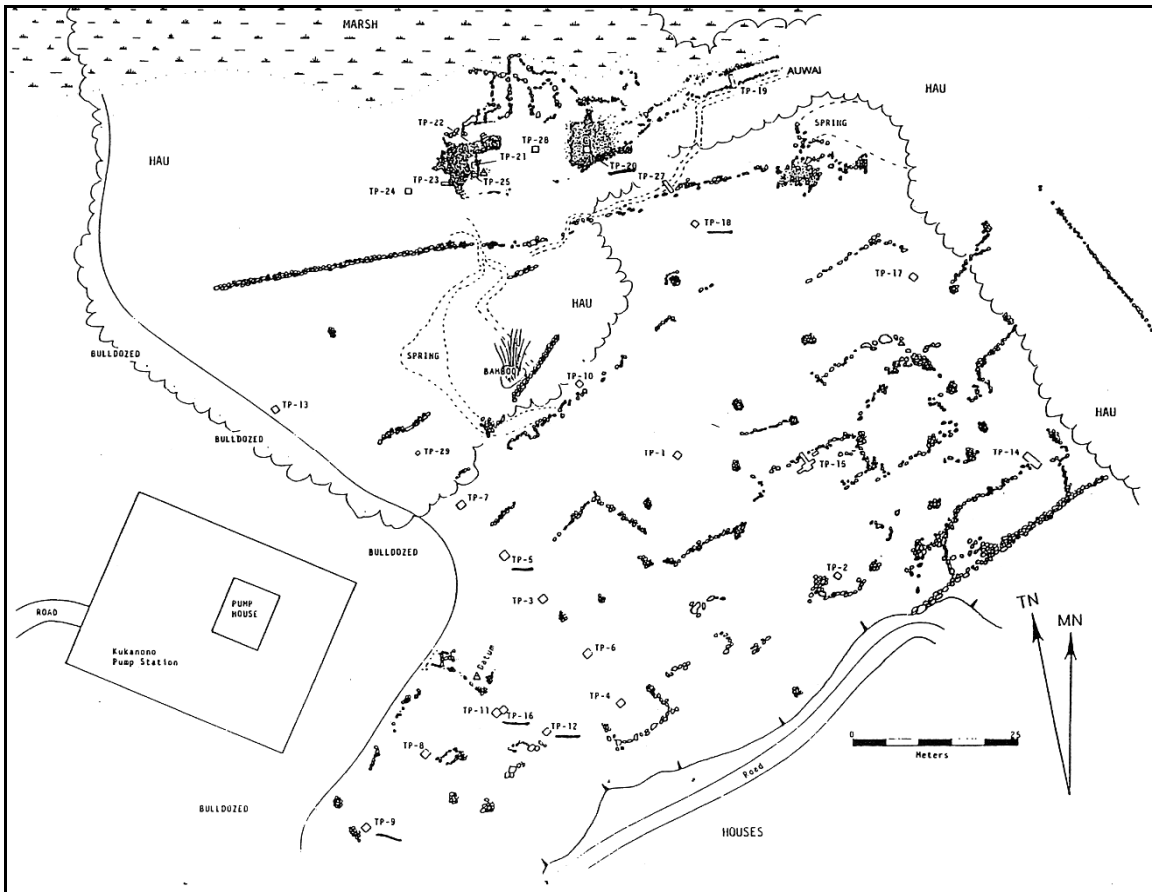 MARSH
AUWAI
TP-19
HAU
SPRING
TP-22
TP-28
HAU
TP-21
TP-20
TP-23
TP-25
TP-27
TP-24
TP-18
TP-17
HAU
SPRING
BULLDOZED
BAMBOO
TP-10
TP-13
HAU
BULLDOZED
TP-29
TP-1
TP-15
TP-14
TP-7
BULLDOZED
TP-5
TP-2
TP-3
PUMP
HOUSE
ROAD
TN
MN
Kukanono
Pump Station
Datum
TP-6
TP-4
TP-11
TP-16
TP-12
0
25
Meters
TP-8
Road
BULLDOZED
TP-9
HOUSES